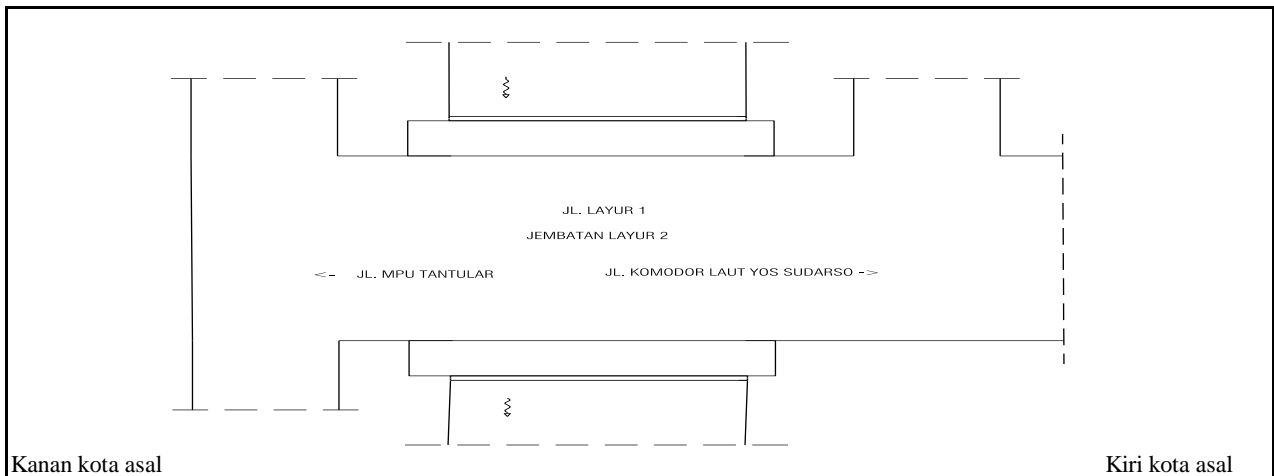 JL. LAYUR 1
JEMBATAN LAYUR 2
<- JL. MPU TANTULAR JL. KOMODOR LAUT YOS SUDARSO ->
Kanan kota asal Kiri kota asal